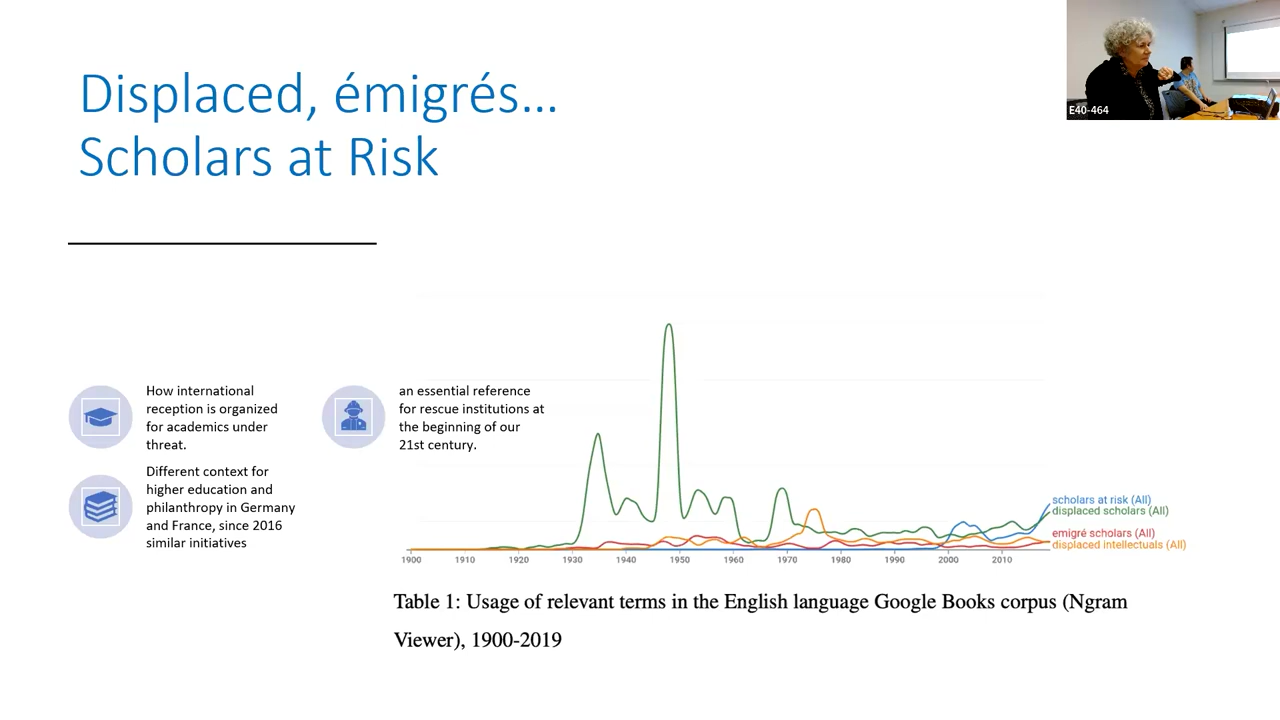 Displaced, émigrés...
Scholars at Risk
E40-464
How international
reception is organized
for academics under
threat.
an essential reference
for rescue institutions at
the beginning of our
21st century.
Different context for
higher education and
philanthropy in Germany
and France, since 2016
similar initiatives
scholars at risk (All)
displaced scholars (All)
emigré scholars (All)
displaced intellectuals (All)
1900 1910 1920 1930 1940 1950 1960 1970 1980 1990 2000 2010
Table 1: Usage of relevant terms in the English language Google Books corpus (Ngram
Viewer), 1900-2019